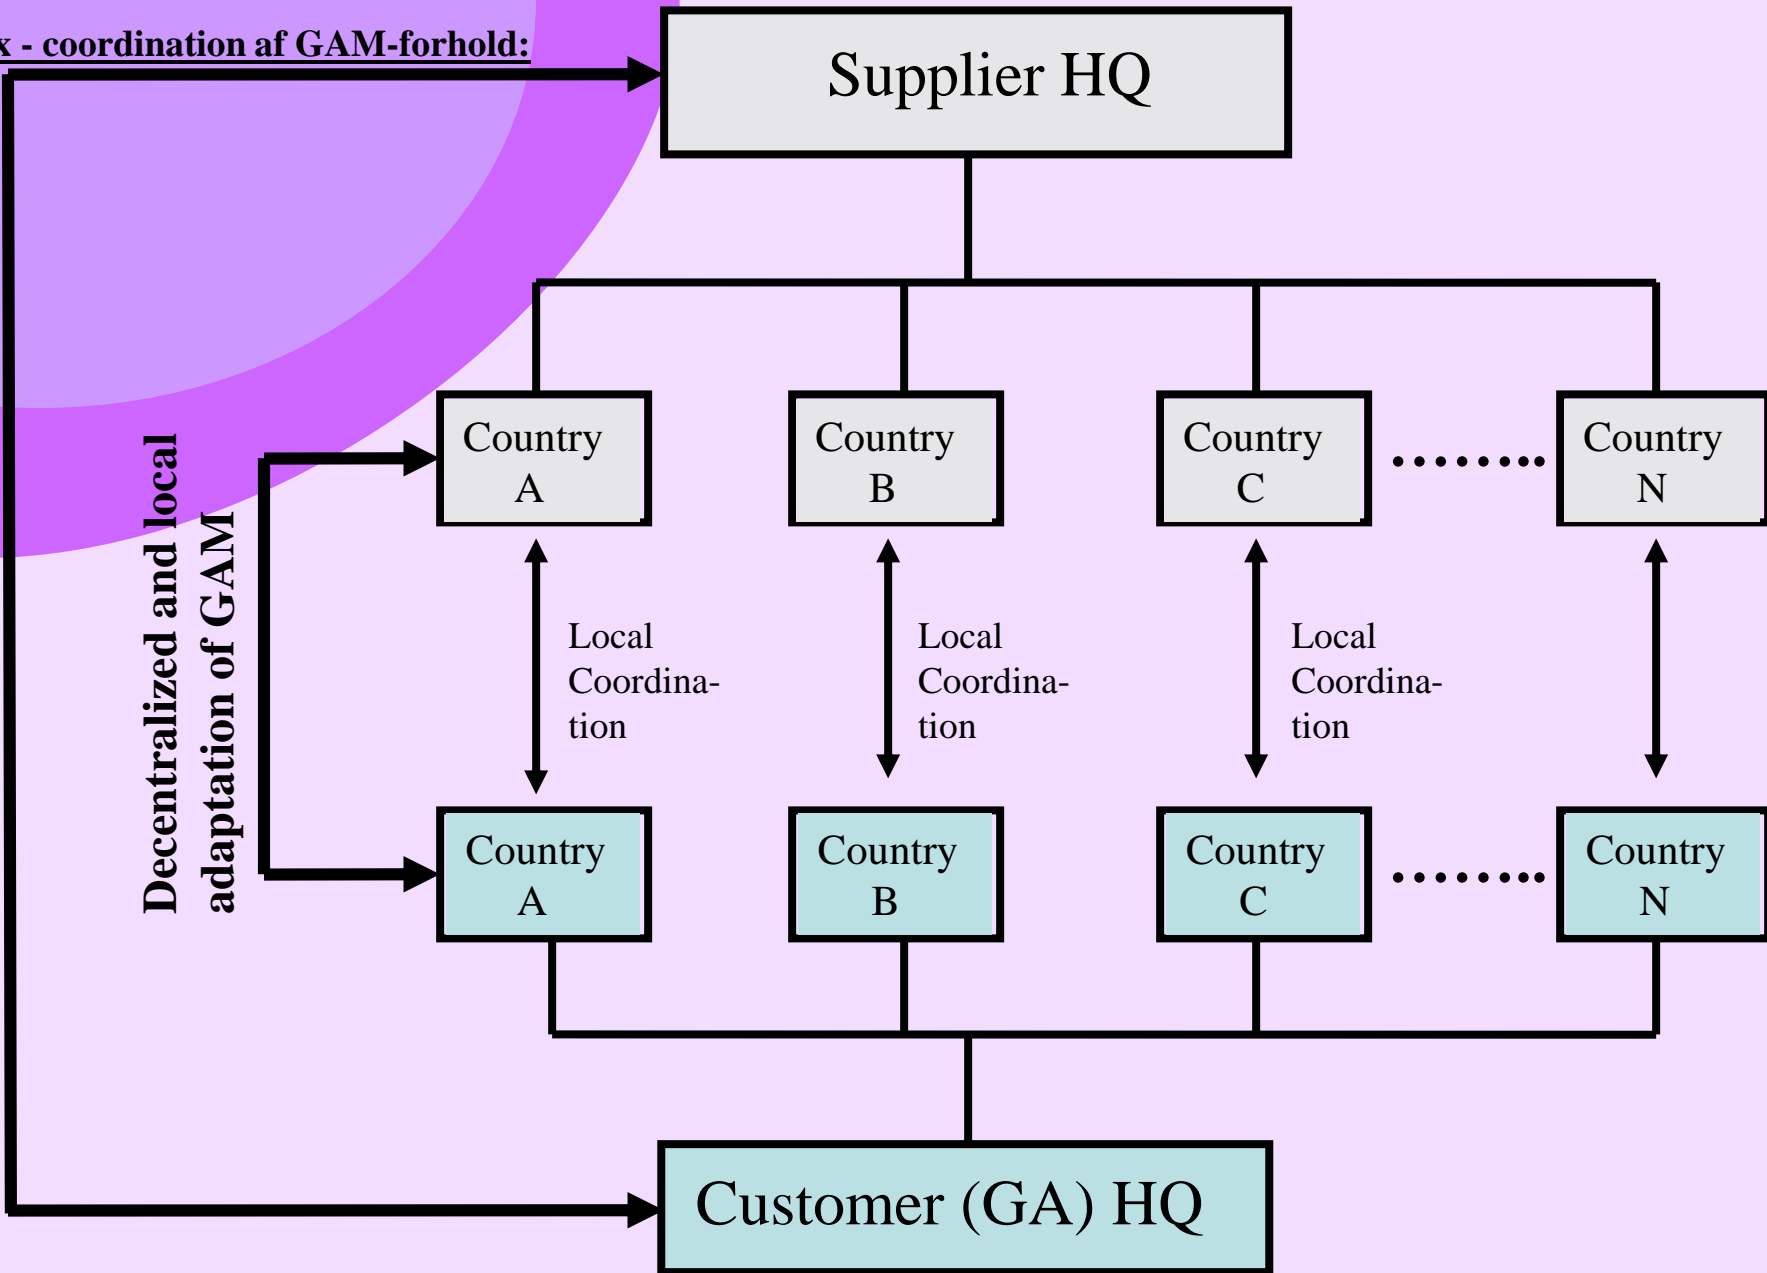 x - coordination af GAM-forhold:
Supplier HQ
Decentralized and local
adaptation of GAM
Country
A
Country
B
Country
C
Country
N
Local
Coordina-
tion
Local
Coordina-
tion
Local
Coordina-
tion
Country
A
Country
B
Country
C
Country
N
Customer (GA) HQ